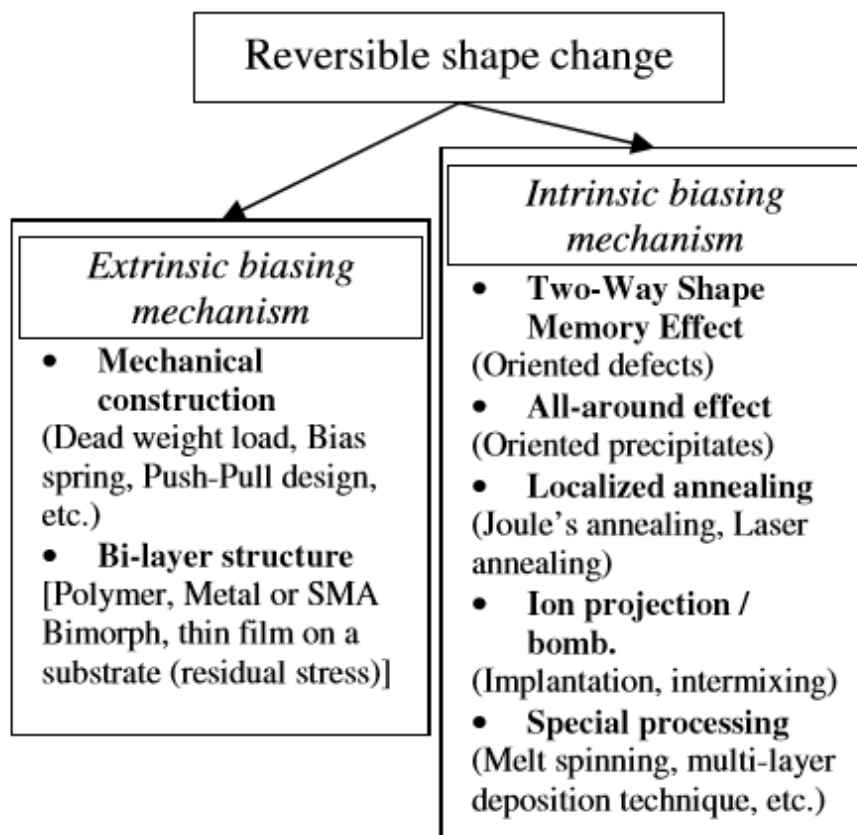 Reversible shape change
Extrinsic biasing
mechanism
• Mechanical
construction
(Dead weight load, Bias
spring, Push-Pull design,
etc.)
• Bi-layer structure
[Polymer, Metal or SMA
Bimorph, thin film on a
substrate (residual stress)]
Intrinsic biasing
mechanism
• Two-Way Shape
Memory Effect
(Oriented defects)
• All-around effect
(Oriented precipitates)
• Localized annealing
(Joule’s annealing, Laser
annealing)
• Ion projection /
bomb.
(Implantation, intermixing)
• Special processing
(Melt spinning, multi-layer
deposition technique, etc.)